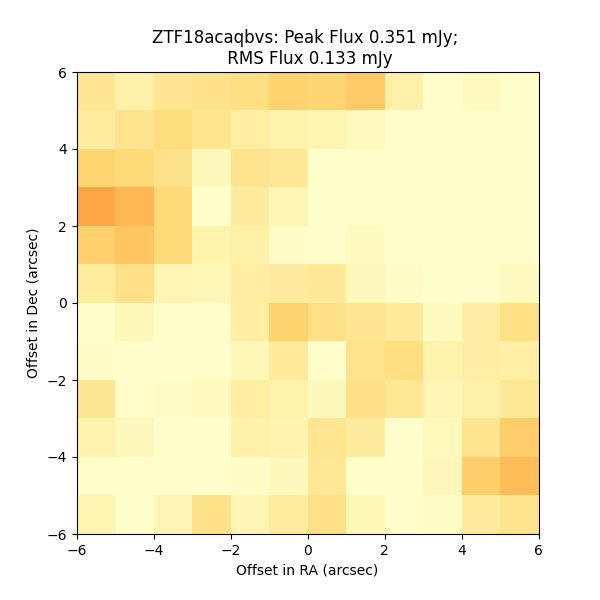 ZTF18acaqbvs: Peak Flux 0.351 mJy;
RMS Flux 0.133 mJy
6
4
2
0
−2
−4
−6
Offset in Dec (arcsec)
−6 −4 −2 0 2 4 6
Offset in RA (arcsec)